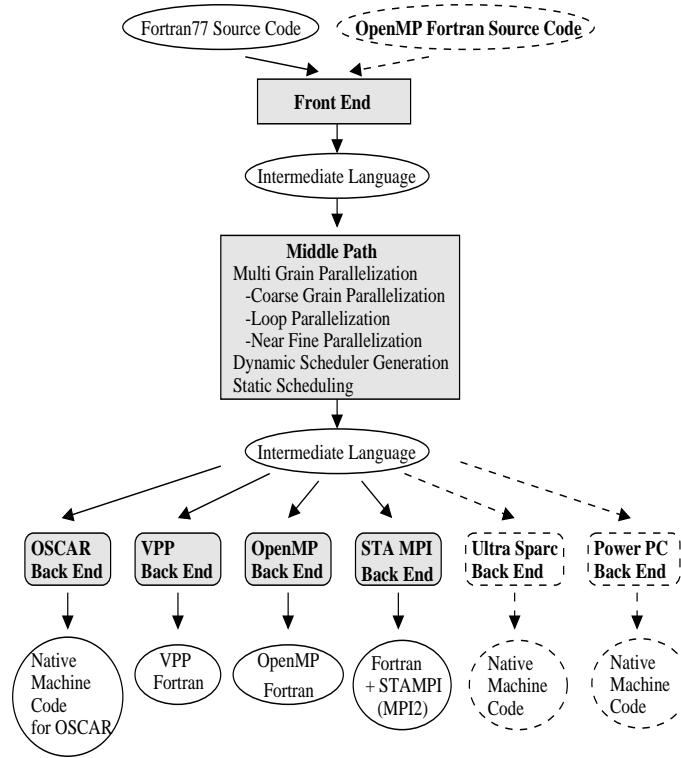 Fortran77 Source Code
OpenMP Fortran Source Code
Front End
Intermediate Language
Middle Path
Multi Grain Parallelization
-Coarse Grain Parallelization
-Loop Parallelization
-Near Fine Parallelization
Dynamic Scheduler Generation
Static Scheduling
Intermediate Language
OSCAR
Back End
VPP
Back End
OpenMP
Back End
STA MPI
Back End
Ultra Sparc
Back End
Power PC
Back End
Native
Machine
Code
for OSCAR
VPP
Fortran
OpenMP
Fortran
Fortran
+ STAMPI
(MPI2)
Native
Machine
Code
Native
Machine
Code